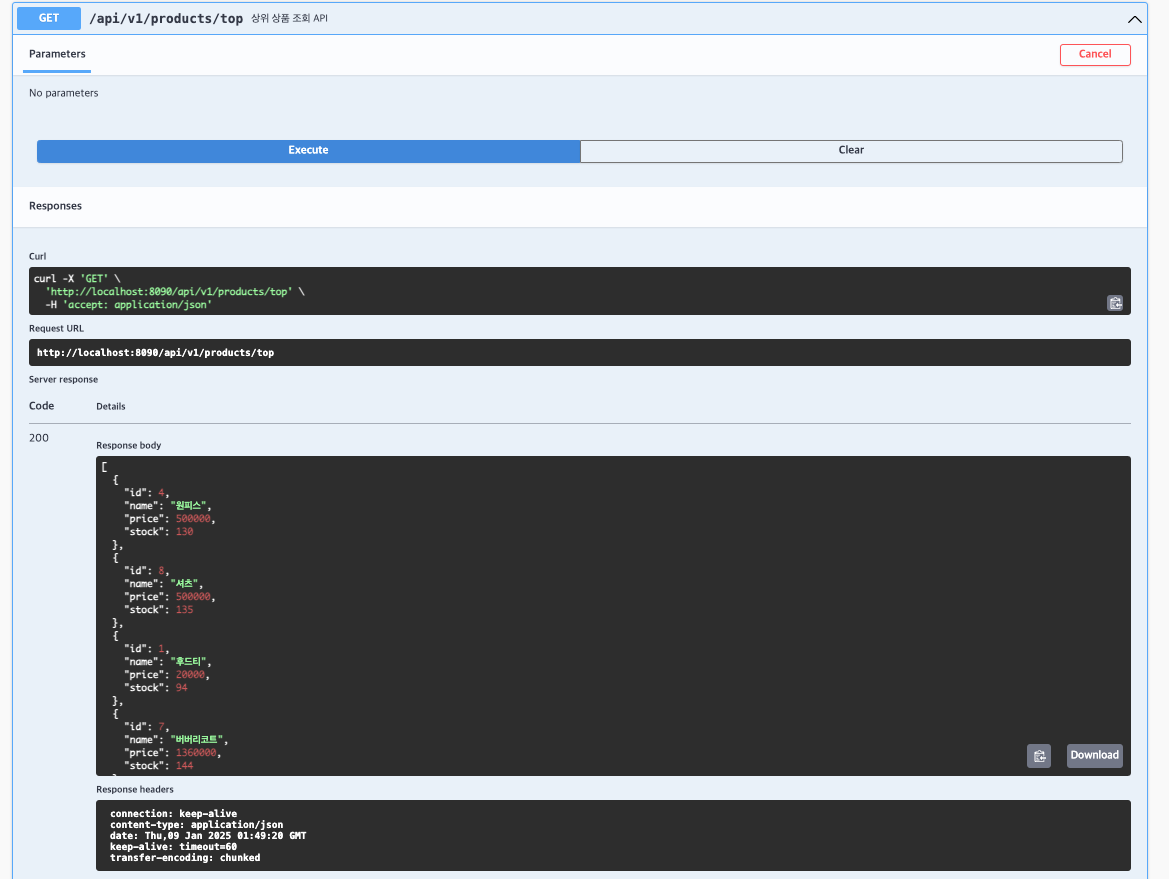 GET /api/v1/products/top 상위 상품 조회 API
Parameters
Cancel
No parameters
Execute
Clear
Responses
Curl
curl -X 'GET' \
  'http://localhost:8090/api/v1/products/top' \
  -H 'accept: application/json'
Request URL
http://localhost:8090/api/v1/products/top
Server response
Code Details
200
Response body
[
  {
    "id": 4,
    "name": "원피스",
    "price": 500000,
    "stock": 130
  },
  {
    "id": 8,
    "name": "셔츠",
    "price": 500000,
    "stock": 135
  },
  {
    "id": 1,
    "name": "후드티",
    "price": 20000,
    "stock": 94
  },
  {
    "id": 7,
    "name": "버버리코트",
    "price": 1360000,
    "stock": 144
Download
Response headers
connection: keep-alive
content-type: application/json
date: Thu,09 Jan 2025 01:49:20 GMT
keep-alive: timeout=60
transfer-encoding: chunked